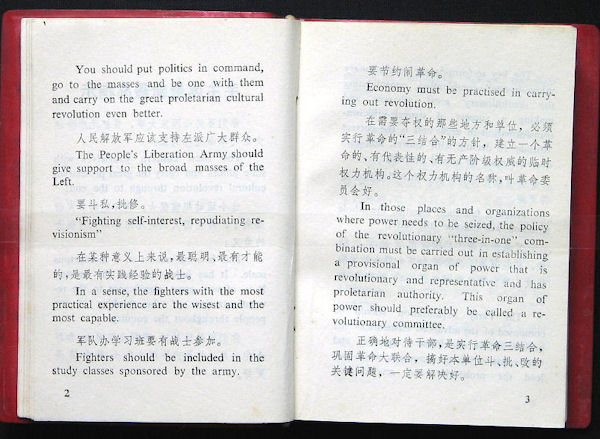 You should put politics in command,
go to the masses and be one with them
and carry on the great proletarian cultural
revolution even better.
人民解放军应该支持左派广大群众。
The People's Liberation Army should
give support to the broad masses of the
Left.
要斗私,批修。
"Fighting self-interest, repudiating re-
visionism"
在某种意义上来说,最聪明、最有才能
的,是最有实践经验的战士。
In a sense, the fighters with the most
practical experience are the wisest and the
most capable.
军队办学习班要有战士参加。
Fighters should be included in the
study classes sponsored by the army.
2
要节约闹革命。
Economy must be practised in carry-
ing out revolution.
在需要夺权的那些地方和单位,必须
实行革命的"三结合"的方针,建立一个革
命的、有代表性的、有无产阶级权威的临时
权力机构。这个权力机构的名称,叫革命委
员会好。
In those places and organizations
where power needs to be seized, the policy
of the revolutionary "three-in-one" com-
bination must be carried out in establishing
a provisional organ of power that is
revolutionary and representative and has
proletarian authority. This organ of
power should preferably be called a re-
volutionary committee.
正确地对待干部,是实行革命三结合,
巩固革命大联合,搞好本单位斗、批、改的
关键问题,一定要解决好。
3